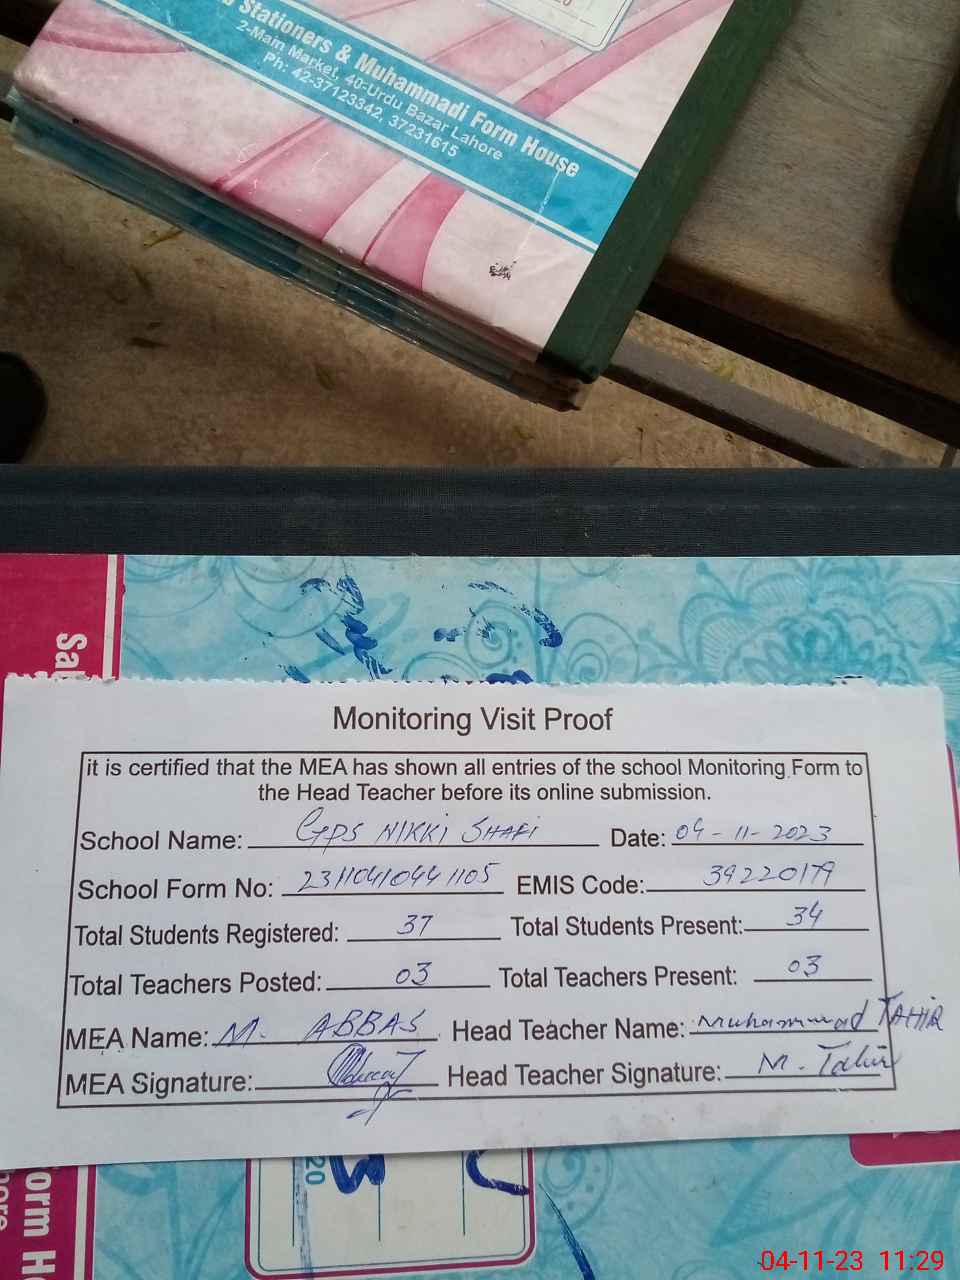 Stationers & Muhammadi Form House
2-Main Market, 40-Urdu Bazar Lahore
Ph: 42-37123342, 37231615
Monitoring Visit Proof
it is certified that the MEA has shown all entries of the school Monitoring Form to
the Head Teacher before its online submission.
School Name: GPS NIKKI SHAFI Date: 04-11-2023
School Form No: 23110410441105 EMIS Code: 39220179
Total Students Registered: 37 Total Students Present: 34
Total Teachers Posted: 03 Total Teachers Present: 03
MEA Name: M. ABBAS Head Teacher Name: Muhammad TAHIR
MEA Signature: Head Teacher Signature: M. Tahir
20
04-11-23 11:29